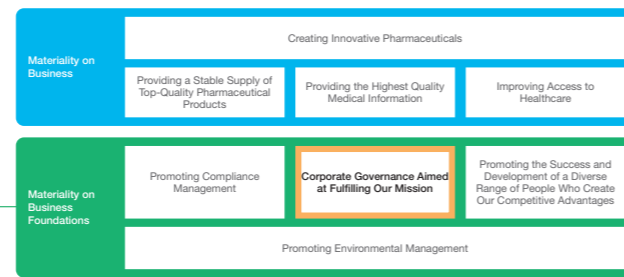 Materiality on
Business
Creating Innovative Pharmaceuticals
Providing a Stable Supply of
Top-Quality Pharmaceutical
Products
Providing the Highest Quality
Medical Information
Improving Access to
Healthcare
Materiality on
Business
Foundations
Promoting Compliance
Management
Corporate Governance Aimed
at Fulfilling Our Mission
Promoting the Success and
Development of a Diverse
Range of People Who Create
Our Competitive Advantages
Promoting Environmental Management